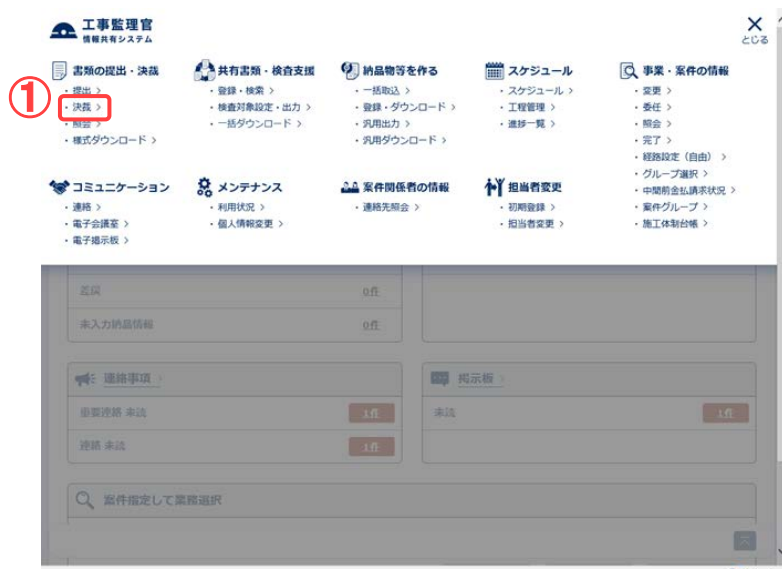 工事監理官
情報共有システム
とじる
①
書類の提出・決裁
・提出 >
・決裁 >
・照会 >
・様式ダウンロード >
共有書類・検査支援
・登録・検索 >
・検査対象設定・出力 >
・一括ダウンロード >
納品物等を作る
・一括取込 >
・登録・ダウンロード >
・汎用出力 >
・汎用ダウンロード >
スケジュール
・スケジュール >
・工程管理 >
・進捗一覧 >
事業・案件の情報
・変更 >
・委任 >
・照会 >
・完了 >
・経路設定（自由） >
・グループ選択 >
・中間前金払請求状況 >
・案件グループ >
・施工体制台帳 >
コミュニケーション
・連絡 >
・電子会議室 >
・電子掲示板 >
メンテナンス
・利用状況 >
・個人情報変更 >
案件関係者の情報
・連絡先照会 >
担当者変更
・初期登録 >
・担当者変更 >
差戻 0件
未入力納品情報 0件
連絡事項 >
重要連絡 未読 1件
連絡 未読 1件
掲示板 >
未読 1件
案件指定して業務選択